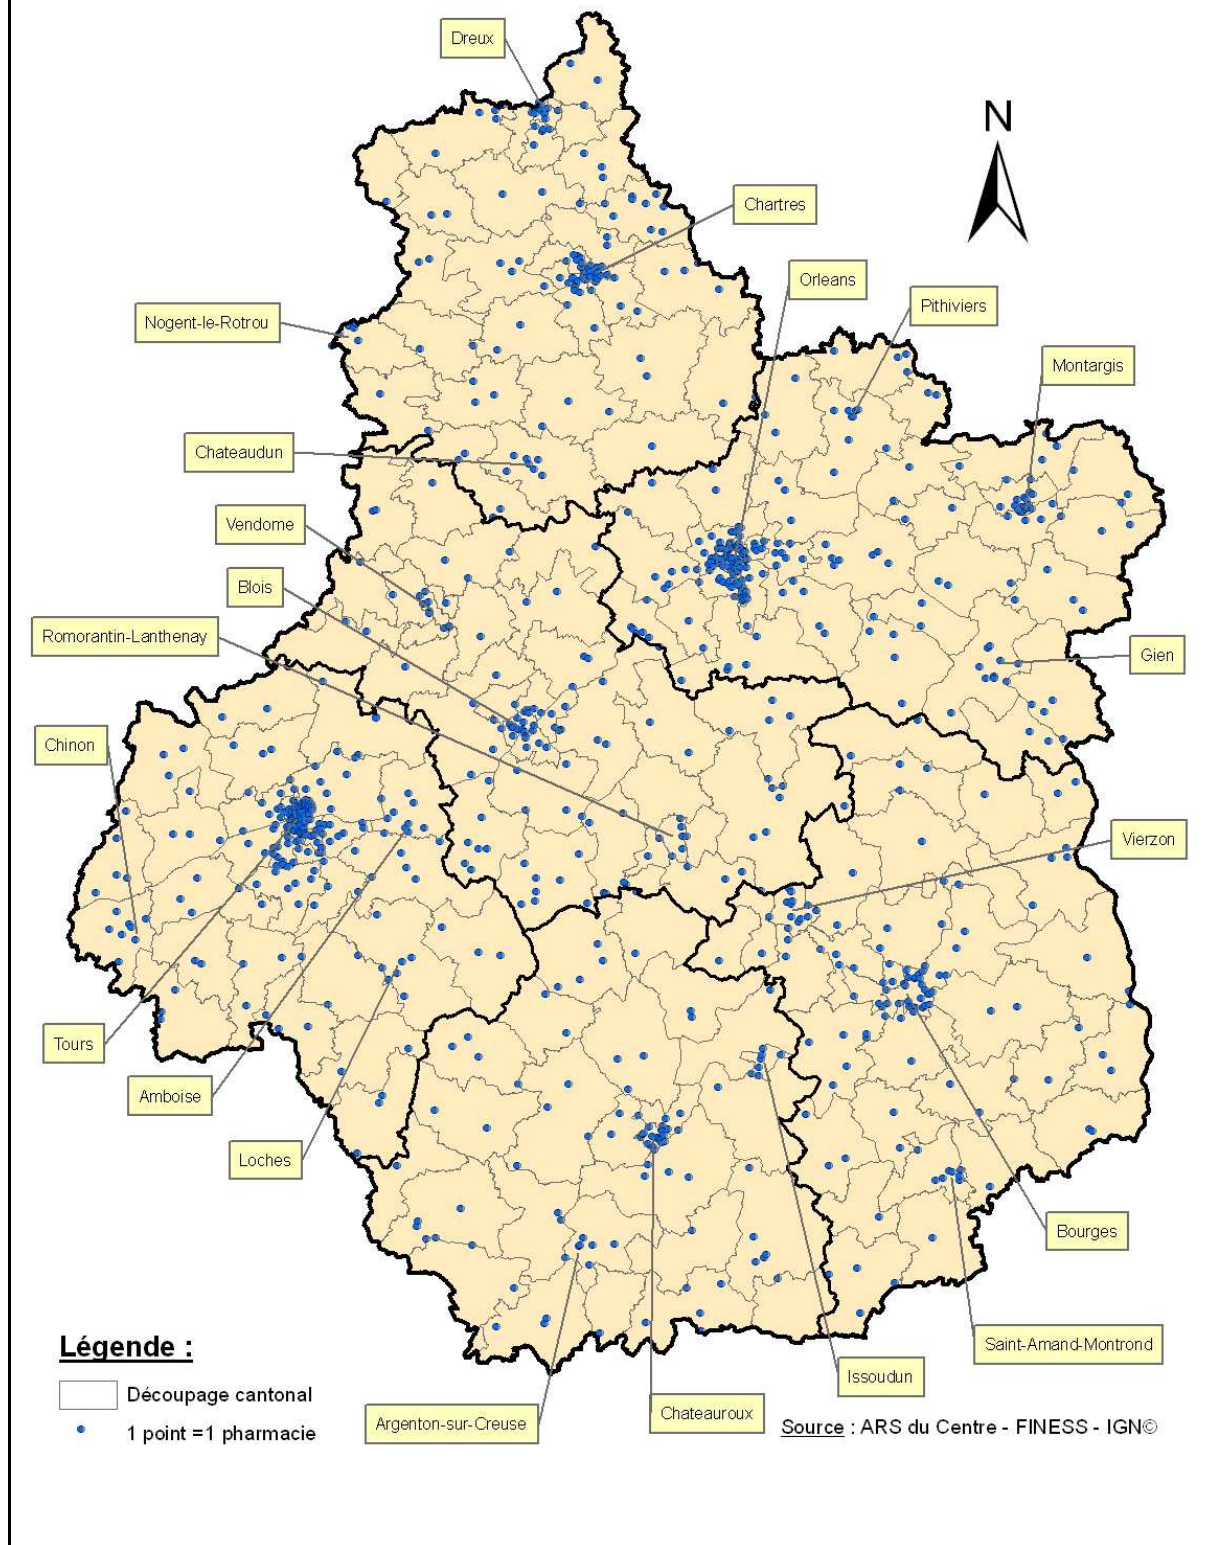 Dreux
N
Chartres
Orleans
Pithiviers
Nogent-le-Rotrou
Montargis
Chateaudun
Vendome
Blois
Romorantin-Lanthenay
Gien
Chinon
Vierzon
Tours
Amboise
Loches
Bourges
Saint-Amand-Montrond
Issoudun
Chateauroux
Argenton-sur-Creuse
Légende :
Découpage cantonal
1 point =1 pharmacie
Source : ARS du Centre - FINESS - IGN©